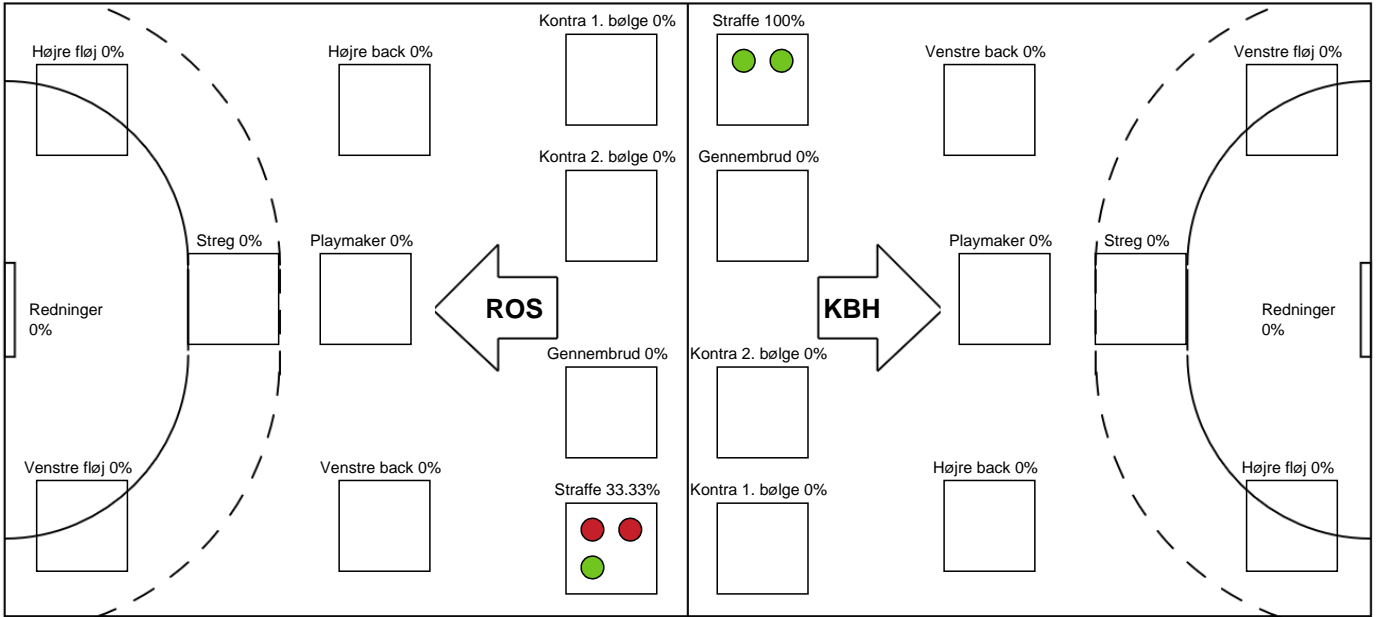 Kontra 1. bølge 0%
Straffe 100%
Højre fløj 0%
Højre back 0%
Venstre back 0%
Venstre fløj 0%
Kontra 2. bølge 0%
Gennembrud 0%
Streg 0%
Playmaker 0%
Playmaker 0%
Streg 0%
Redninger
0%
ROS
KBH
Redninger
0%
Gennembrud 0%
Kontra 2. bølge 0%
Venstre fløj 0%
Venstre back 0%
Højre back 0%
Højre fløj 0%
Straffe 33.33%
Kontra 1. bølge 0%